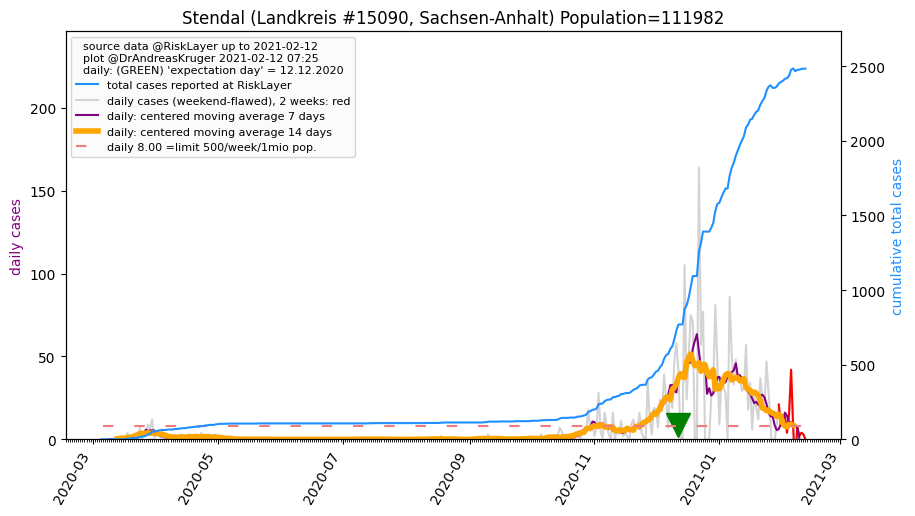 Stendal (Landkreis #15090, Sachsen-Anhalt) Population=111982
source data @RiskLayer up to 2021-02-12
plot @DrAndreasKruger 2021-02-12 07:25
daily: (GREEN) 'expectation day' = 12.12.2020
total cases reported at RiskLayer
daily cases (weekend-flawed), 2 weeks: red
daily: centered moving average 7 days
daily: centered moving average 14 days
daily 8.00 =limit 500/week/1mio pop.
daily cases
200
150
100
50
0
cumulative total cases
2500
2000
1500
1000
500
0
2020-03
2020-05
2020-07
2020-09
2020-11
2021-01
2021-03